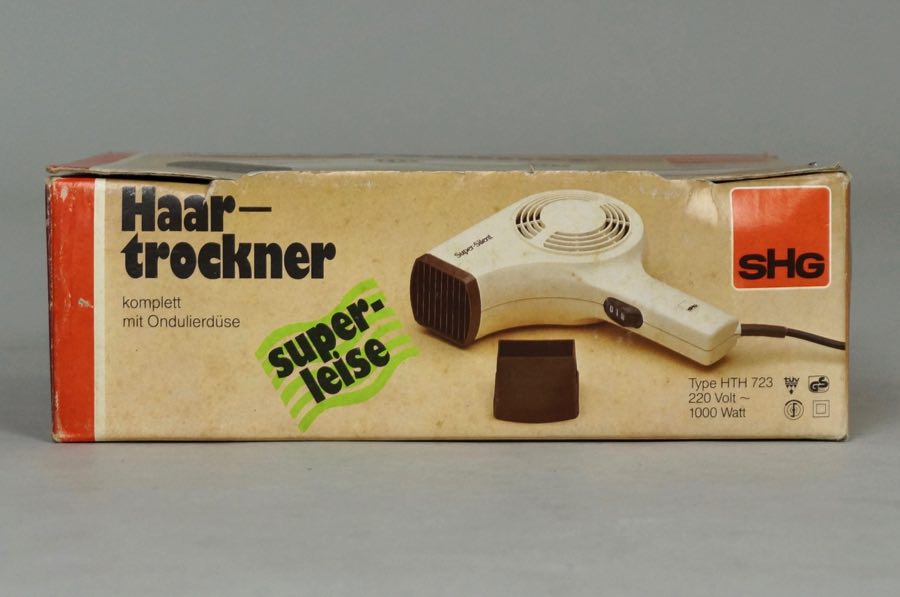 Haar-
trockner
komplett
mit Ondulierdüse
super-
leise
Super-Silent
SHG
Type HTH 723
220 Volt ~
1000 Watt